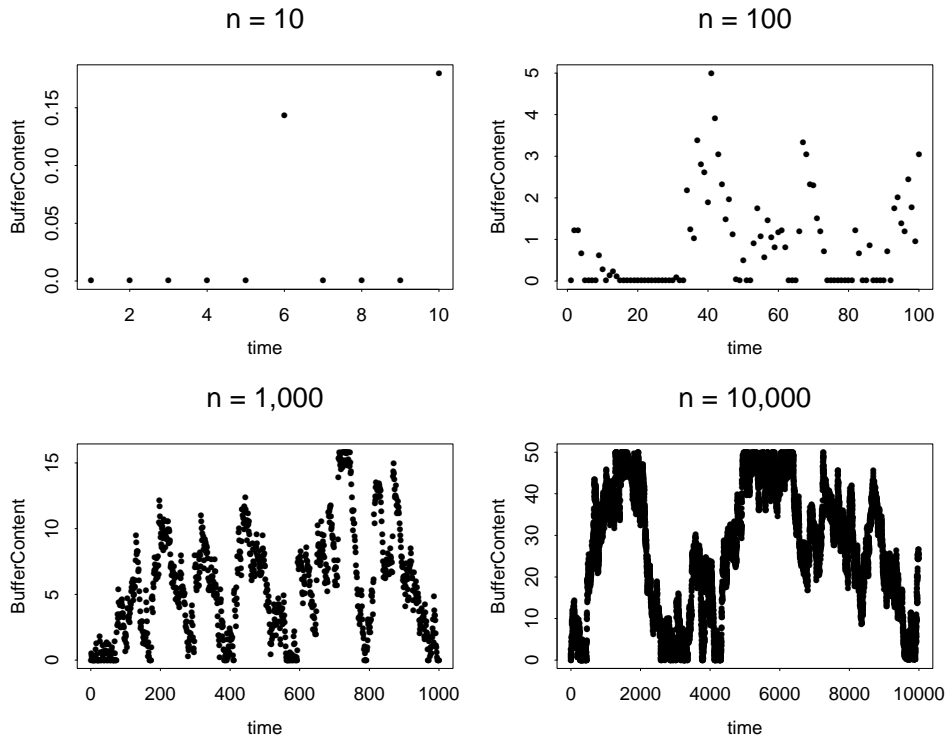 n = 10
0.0 0.05 0.10 0.15
BufferContent
2 4 6 8 10
time
n = 100
0 1 2 3 4 5
BufferContent
0 20 40 60 80 100
time
n = 1,000
0 5 10 15
BufferContent
0 200 400 600 800 1000
time
n = 10,000
0 10 20 30 40 50
BufferContent
0 2000 4000 6000 8000 10000
time